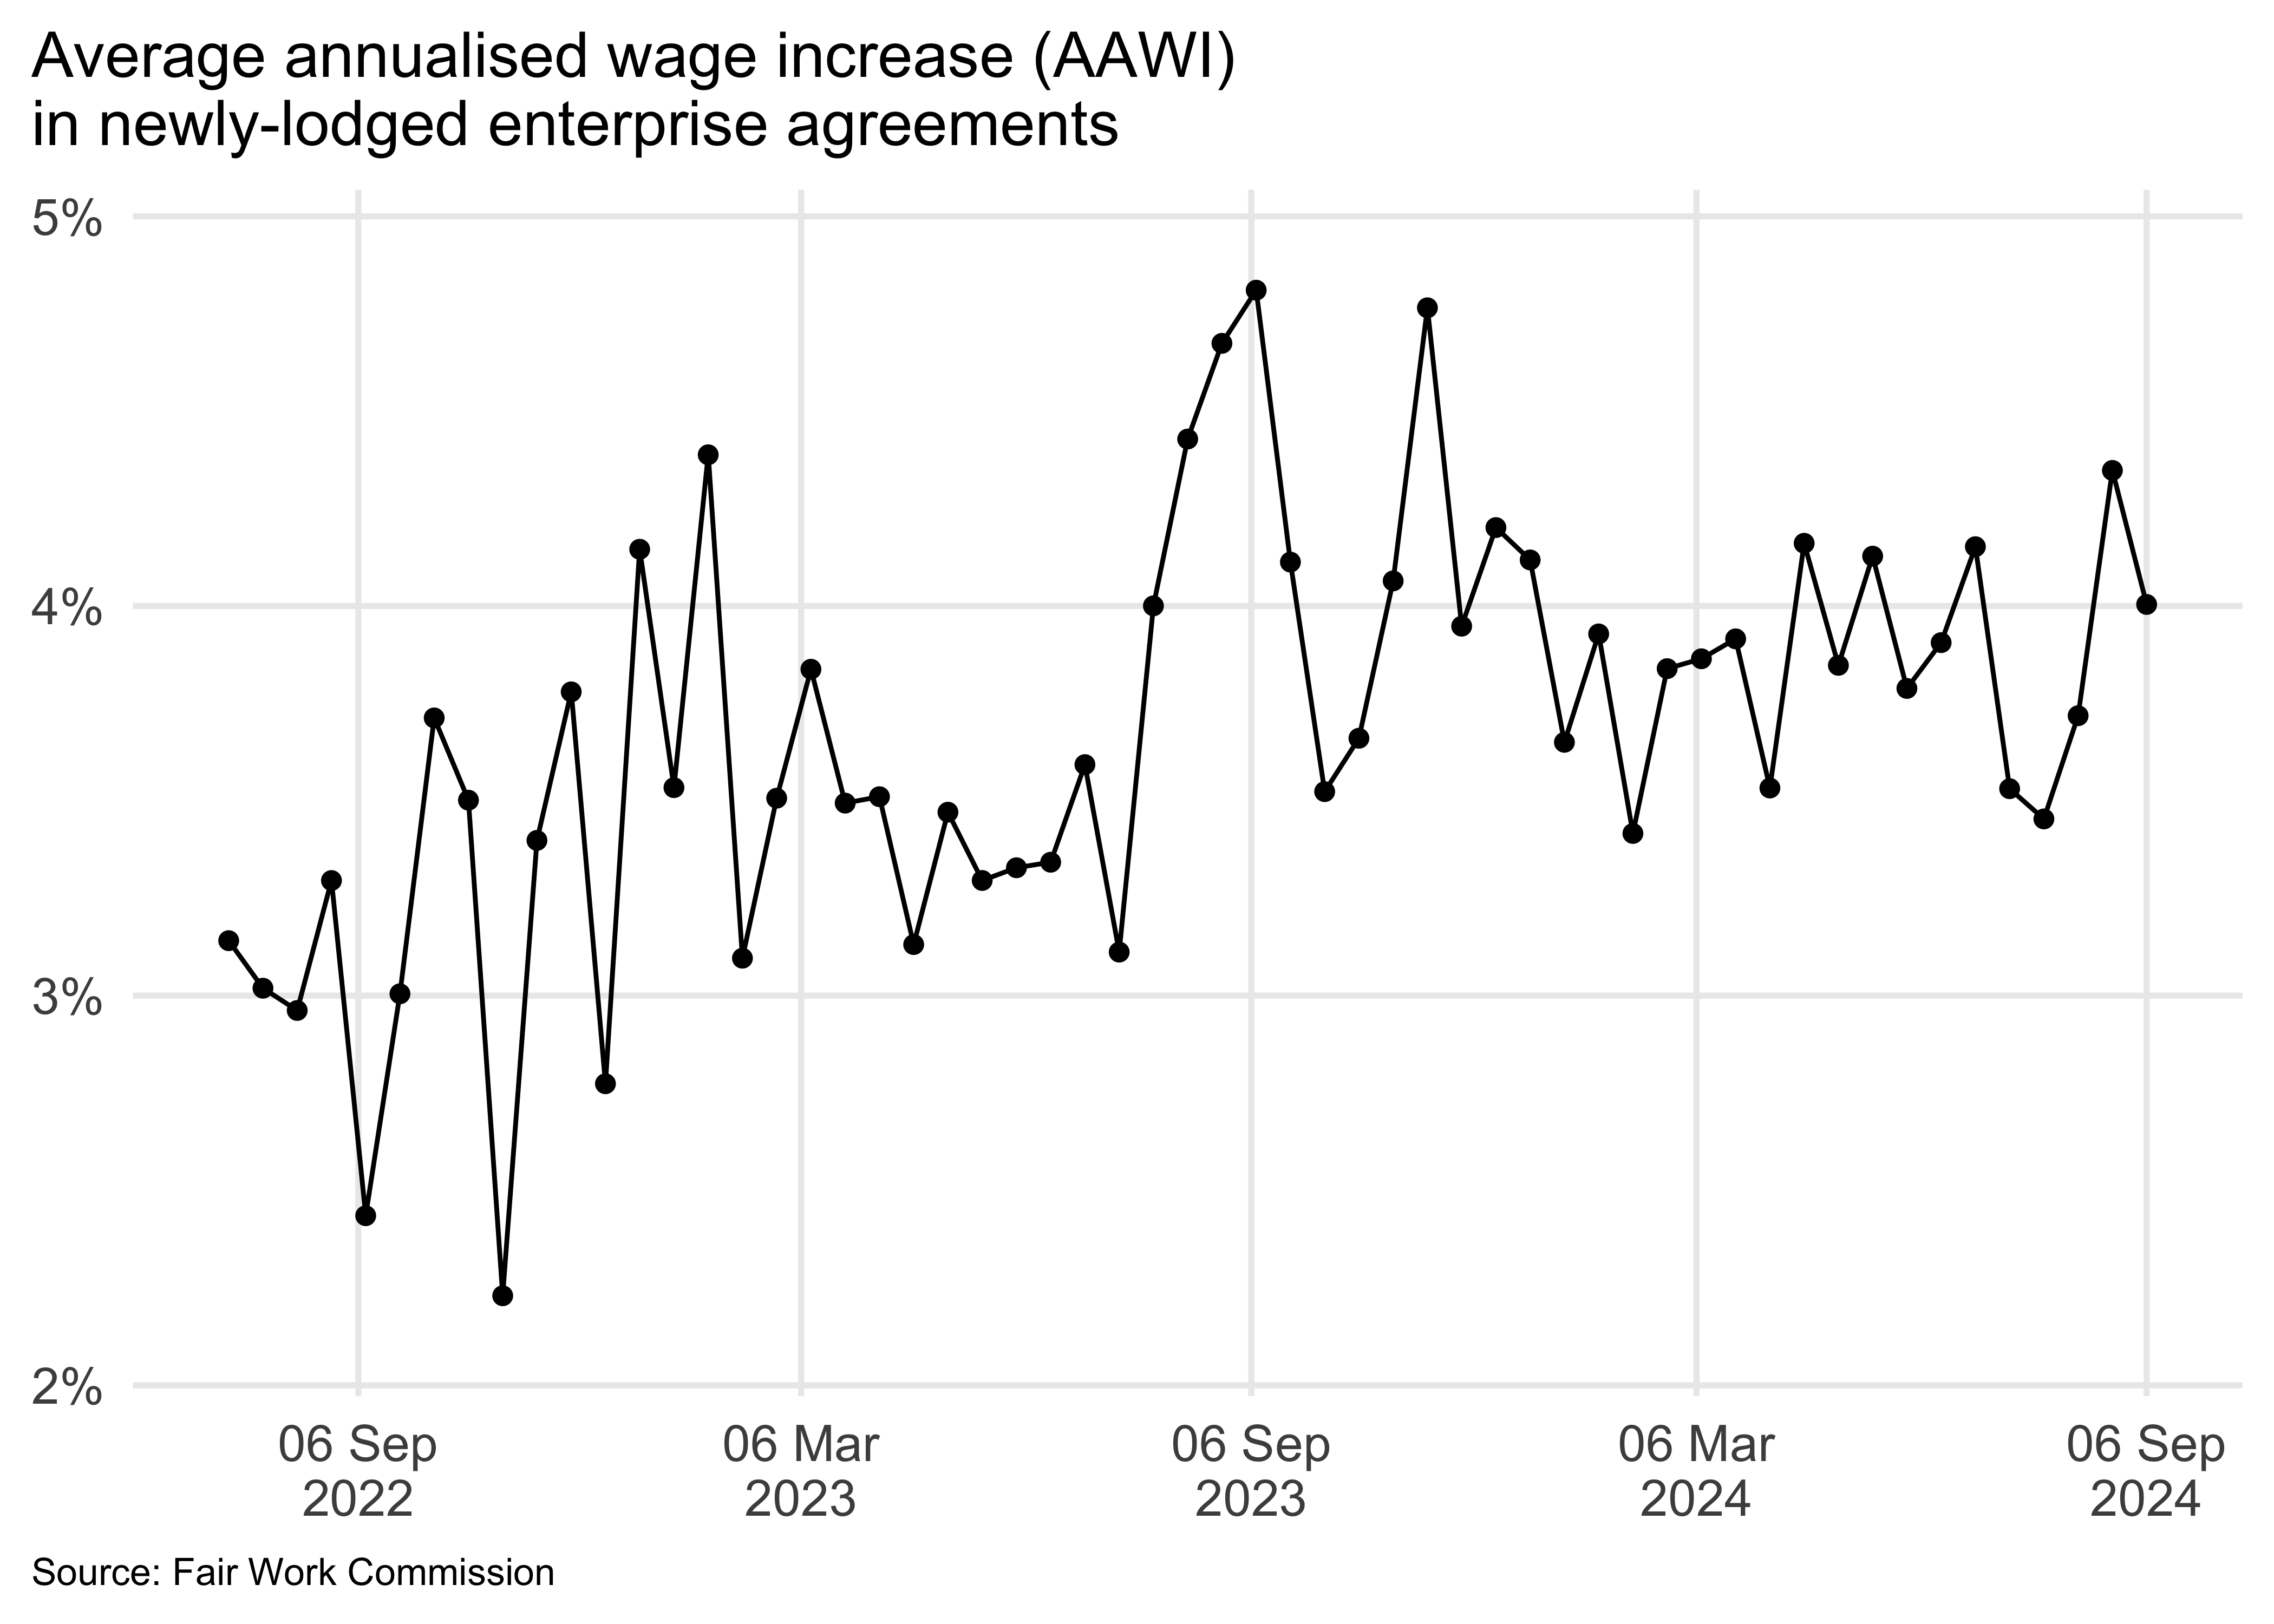 Average annualised wage increase (AAWI)
in newly-lodged enterprise agreements
5%
4%
3%
2%
06 Sep
2022
06 Mar
2023
06 Sep
2023
06 Mar
2024
06 Sep
2024
Source: Fair Work Commission